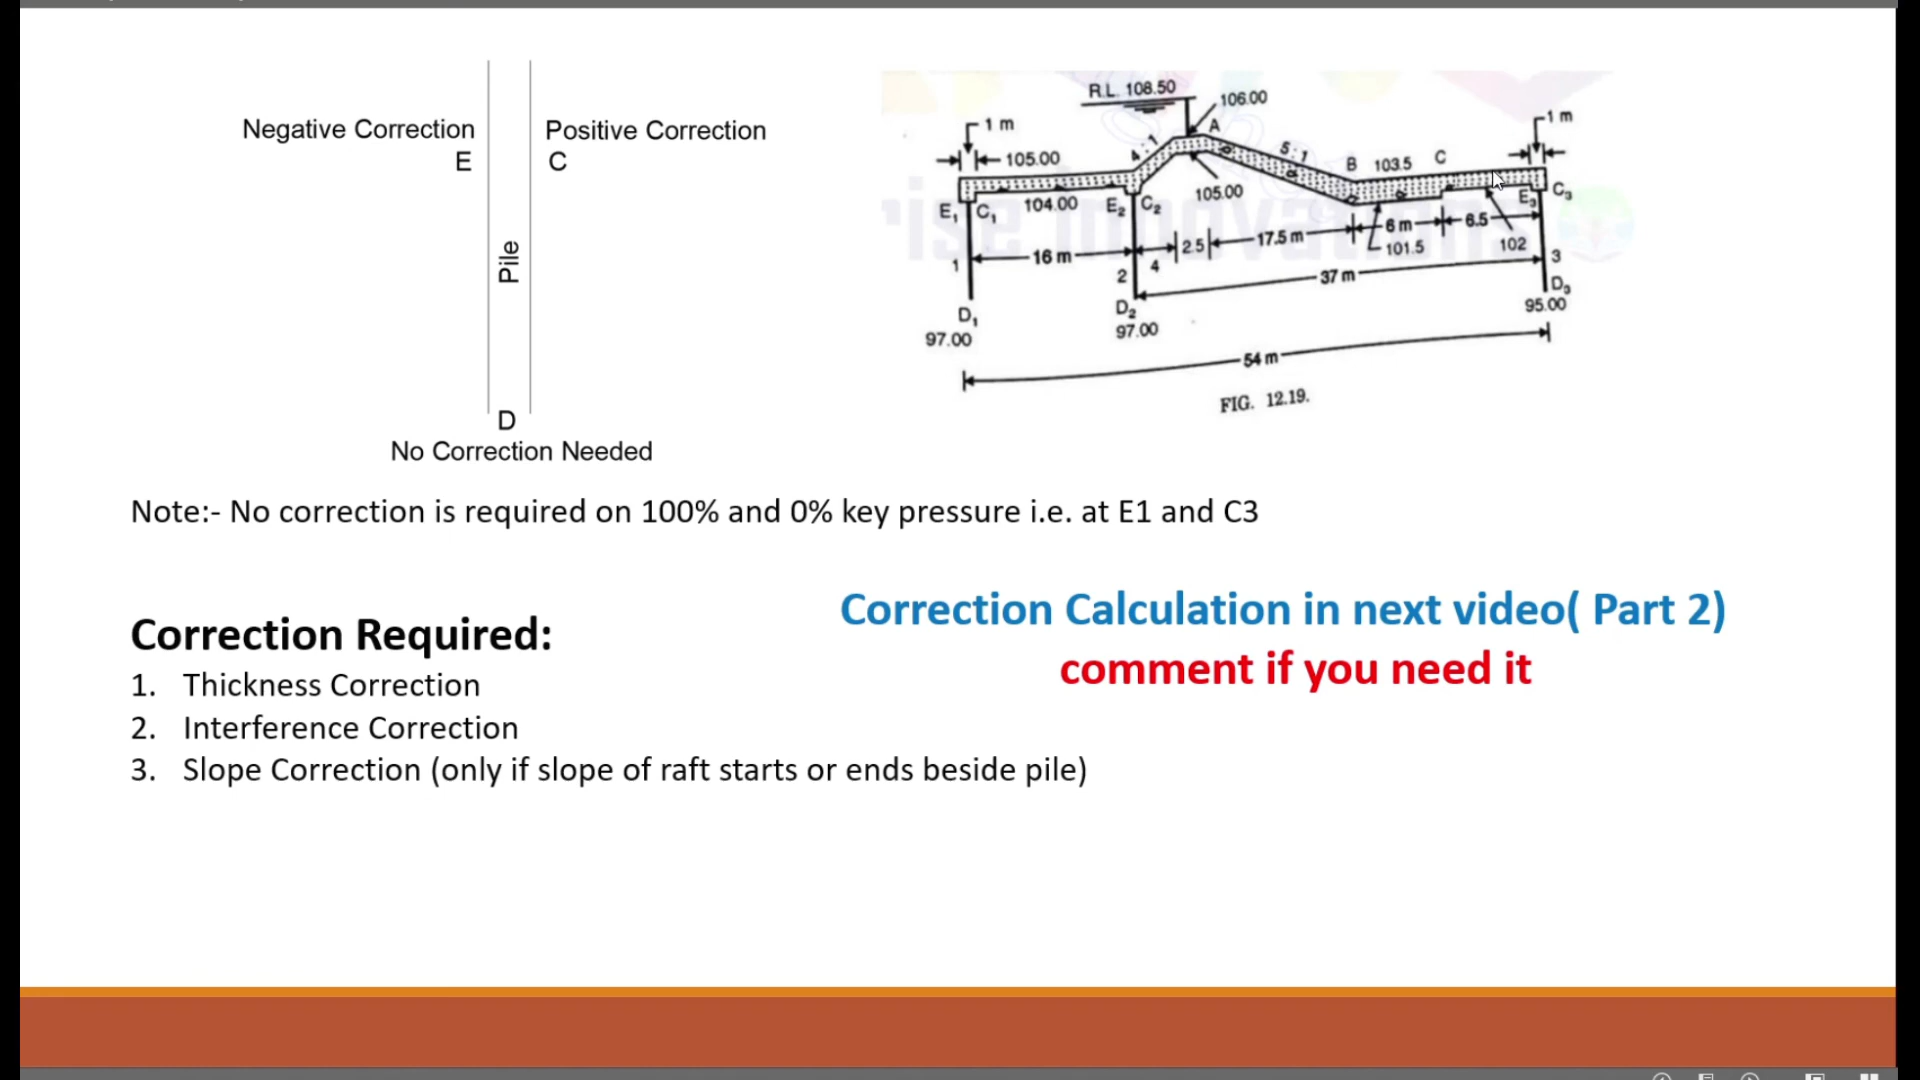 Negative Correction
Positive Correction
E
C
Pile
D
No Correction Needed
R.L. 108.50
106.00
1 m
1 m
A
105.00
4 : 1
5 : 1
B
103.5
C
E1
C1
104.00
E2
C2
105.00
E3
C3
16 m
2.5
17.5 m
6 m
6.5
101.5
102
1
2
4
3
37 m
D1
D2
D3
97.00
97.00
95.00
54 m
FIG. 12.19.
Note:- No correction is required on 100% and 0% key pressure i.e. at E1 and C3
Correction Required:
1. Thickness Correction
2. Interference Correction
3. Slope Correction (only if slope of raft starts or ends beside pile)
Correction Calculation in next video( Part 2)
comment if you need it